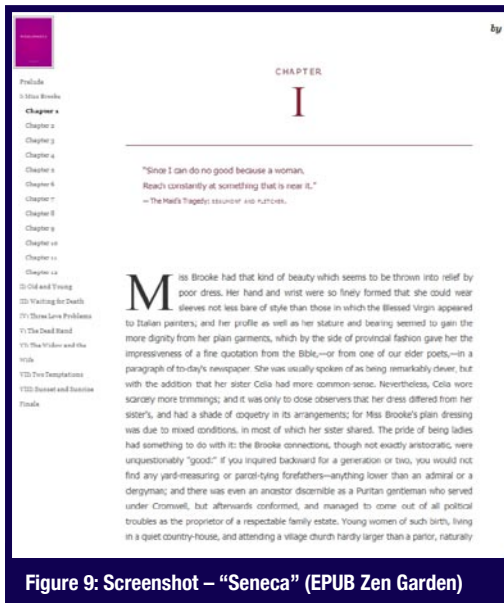 by
Prelude
I: Miss Brooke
Chapter 1
Chapter 2
Chapter 3
Chapter 4
Chapter 5
Chapter 6
Chapter 7
Chapter 8
Chapter 9
Chapter 10
Chapter 11
Chapter 12
II: Old and Young
III: Waiting for Death
IV: Three Love Problems
V: The Dead Hand
VI: The Widow and the
Wife
VII: Two Temptations
VIII: Sunset and Sunrise
Finale
CHAPTER
I
"Since I can do no good because a woman,
Reach constantly at something that is near it."
— The Maid's Tragedy: BEAUMONT AND FLETCHER.
Miss Brooke had that kind of beauty which seems to be thrown into relief by
poor dress. Her hand and wrist were so finely formed that she could wear
sleeves not less bare of style than those in which the Blessed Virgin appeared
to Italian painters; and her profile as well as her stature and bearing seemed to gain the
more dignity from her plain garments, which by the side of provincial fashion gave her the
impressiveness of a fine quotation from the Bible,—or from one of our elder poets,—in a
paragraph of to-day's newspaper. She was usually spoken of as being remarkably clever, but
with the addition that her sister Celia had more common-sense. Nevertheless, Celia wore
scarcely more trimmings; and it was only to close observers that her dress differed from her
sister's, and had a shade of coquetry in its arrangements; for Miss Brooke's plain dressing
was due to mixed conditions, in most of which her sister shared. The pride of being ladies
had something to do with it: the Brooke connections, though not exactly aristocratic, were
unquestionably "good:" if you inquired backward for a generation or two, you would not
find any yard-measuring or parcel-tying forefathers—anything lower than an admiral or a
clergyman; and there was even an ancestor discernible as a Puritan gentleman who served
under Cromwell, but afterwards conformed, and managed to come out of all political
troubles as the proprietor of a respectable family estate. Young women of such birth, living
in a quiet country-house, and attending a village church hardly larger than a parlor, naturally
Figure 9: Screenshot – “Seneca” (EPUB Zen Garden)